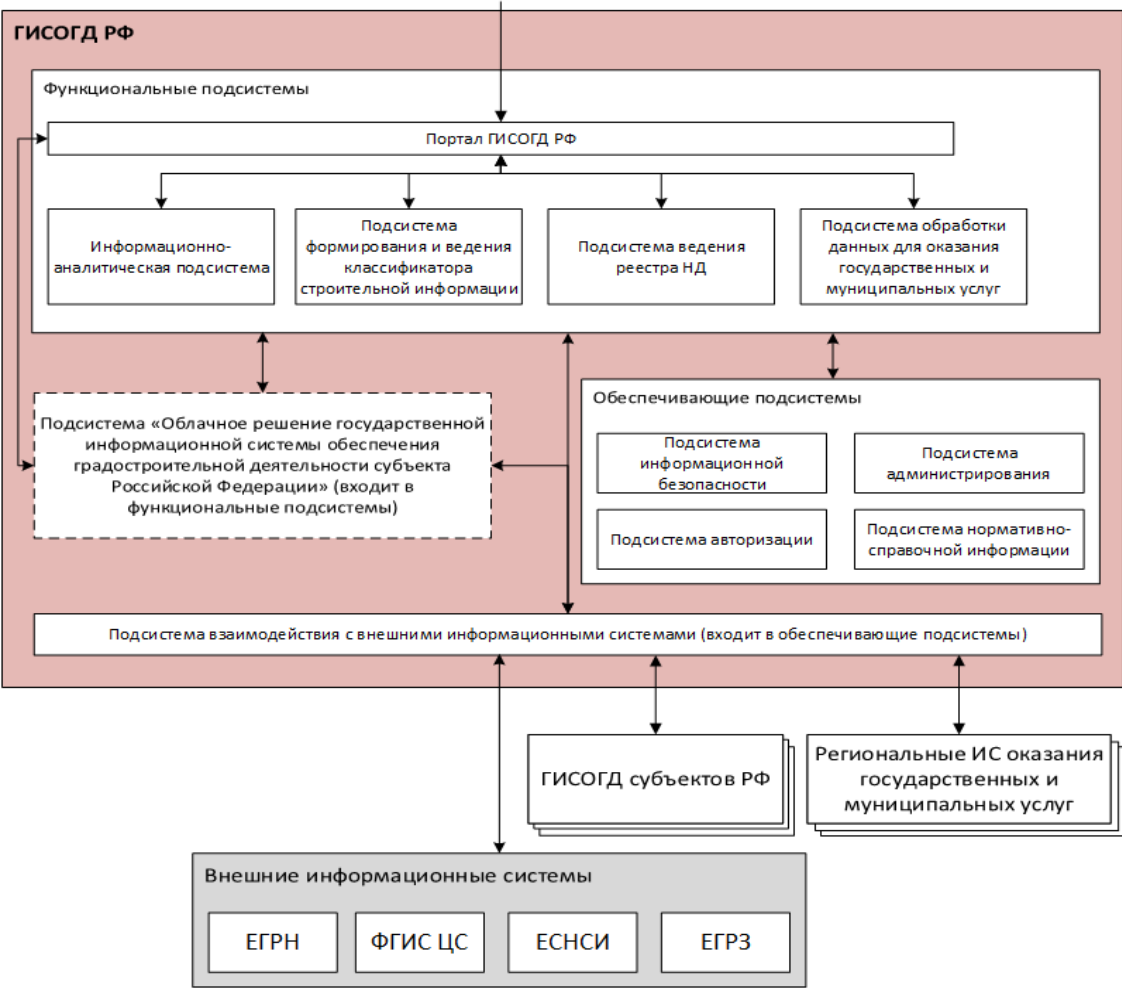 ГИСОГД РФ
Функциональные подсистемы
Портал ГИСОГД РФ
Информационно-
аналитическая подсистема
Подсистема
формирования и ведения
классификатора
строительной информации
Подсистема ведения
реестра НД
Подсистема обработки
данных для оказания
государственных и
муниципальных услуг
Подсистема «Облачное решение государственной
информационной системы обеспечения
градостроительной деятельности субъекта
Российской Федерации» (входит в
функциональные подсистемы)
Обеспечивающие подсистемы
Подсистема
информационной
безопасности
Подсистема
администрирования
Подсистема авторизации
Подсистема нормативно-
справочной информации
Подсистема взаимодействия с внешними информационными системами (входит в обеспечивающие подсистемы)
ГИСОГД субъектов РФ
Региональные ИС оказания
государственных и
муниципальных услуг
Внешние информационные системы
ЕГРН
ФГИС ЦС
ЕСНСИ
ЕГРЗ